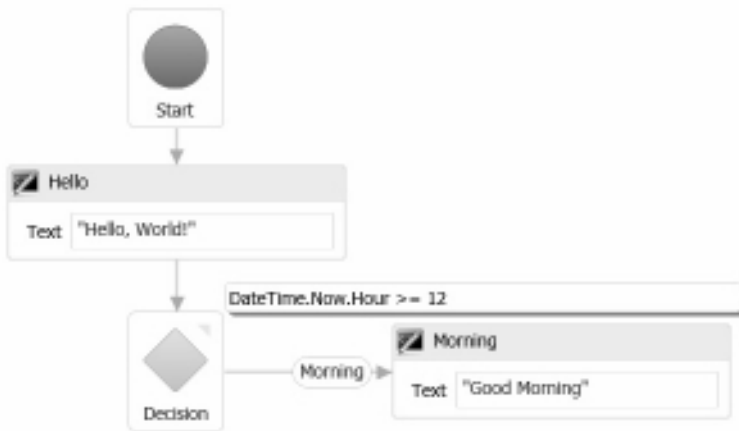 Start
Hello
Text "Hello, World!"
DateTime.Now.Hour >= 12
Decision
Morning
Morning
Text "Good Morning"